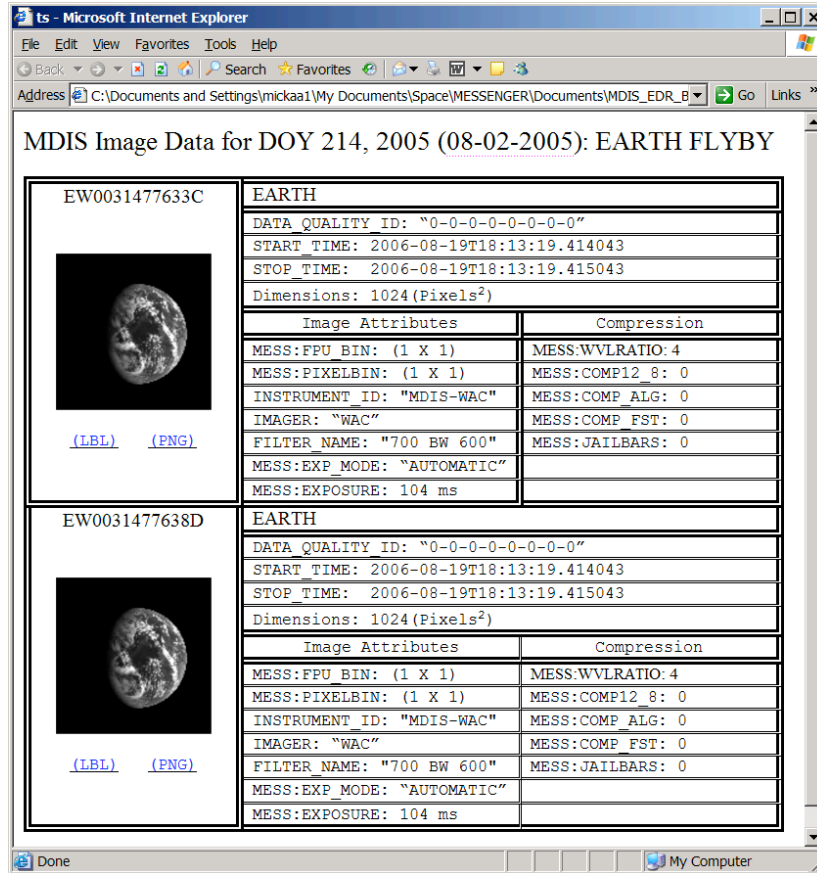 ts - Microsoft Internet Explorer
File Edit View Favorites Tools Help
Back Search Favorites
Address C:\Documents and Settings\mickaa1\My Documents\Space\MESSENGER\Documents\MDIS_EDR_B Go Links »
MDIS Image Data for DOY 214, 2005 (08-02-2005): EARTH FLYBY
EW0031477633C
(LBL) (PNG)
EARTH
DATA_QUALITY_ID: “0-0-0-0-0-0-0-0”
START_TIME: 2006-08-19T18:13:19.414043
STOP_TIME: 2006-08-19T18:13:19.415043
Dimensions: 1024(Pixels²)
Image Attributes Compression
MESS:FPU_BIN: (1 X 1) MESS:WVLRATIO: 4
MESS:PIXELBIN: (1 X 1) MESS:COMP12_8: 0
INSTRUMENT_ID: "MDIS-WAC" MESS:COMP_ALG: 0
IMAGER: “WAC” MESS:COMP_FST: 0
FILTER_NAME: "700 BW 600" MESS:JAILBARS: 0
MESS:EXP_MODE: “AUTOMATIC”
MESS:EXPOSURE: 104 ms
EW0031477638D
(LBL) (PNG)
EARTH
DATA_QUALITY_ID: “0-0-0-0-0-0-0-0”
START_TIME: 2006-08-19T18:13:19.414043
STOP_TIME: 2006-08-19T18:13:19.415043
Dimensions: 1024(Pixels²)
Image Attributes Compression
MESS:FPU_BIN: (1 X 1) MESS:WVLRATIO: 4
MESS:PIXELBIN: (1 X 1) MESS:COMP12_8: 0
INSTRUMENT_ID: "MDIS-WAC" MESS:COMP_ALG: 0
IMAGER: “WAC” MESS:COMP_FST: 0
FILTER_NAME: "700 BW 600" MESS:JAILBARS: 0
MESS:EXP_MODE: “AUTOMATIC”
MESS:EXPOSURE: 104 ms
Done My Computer